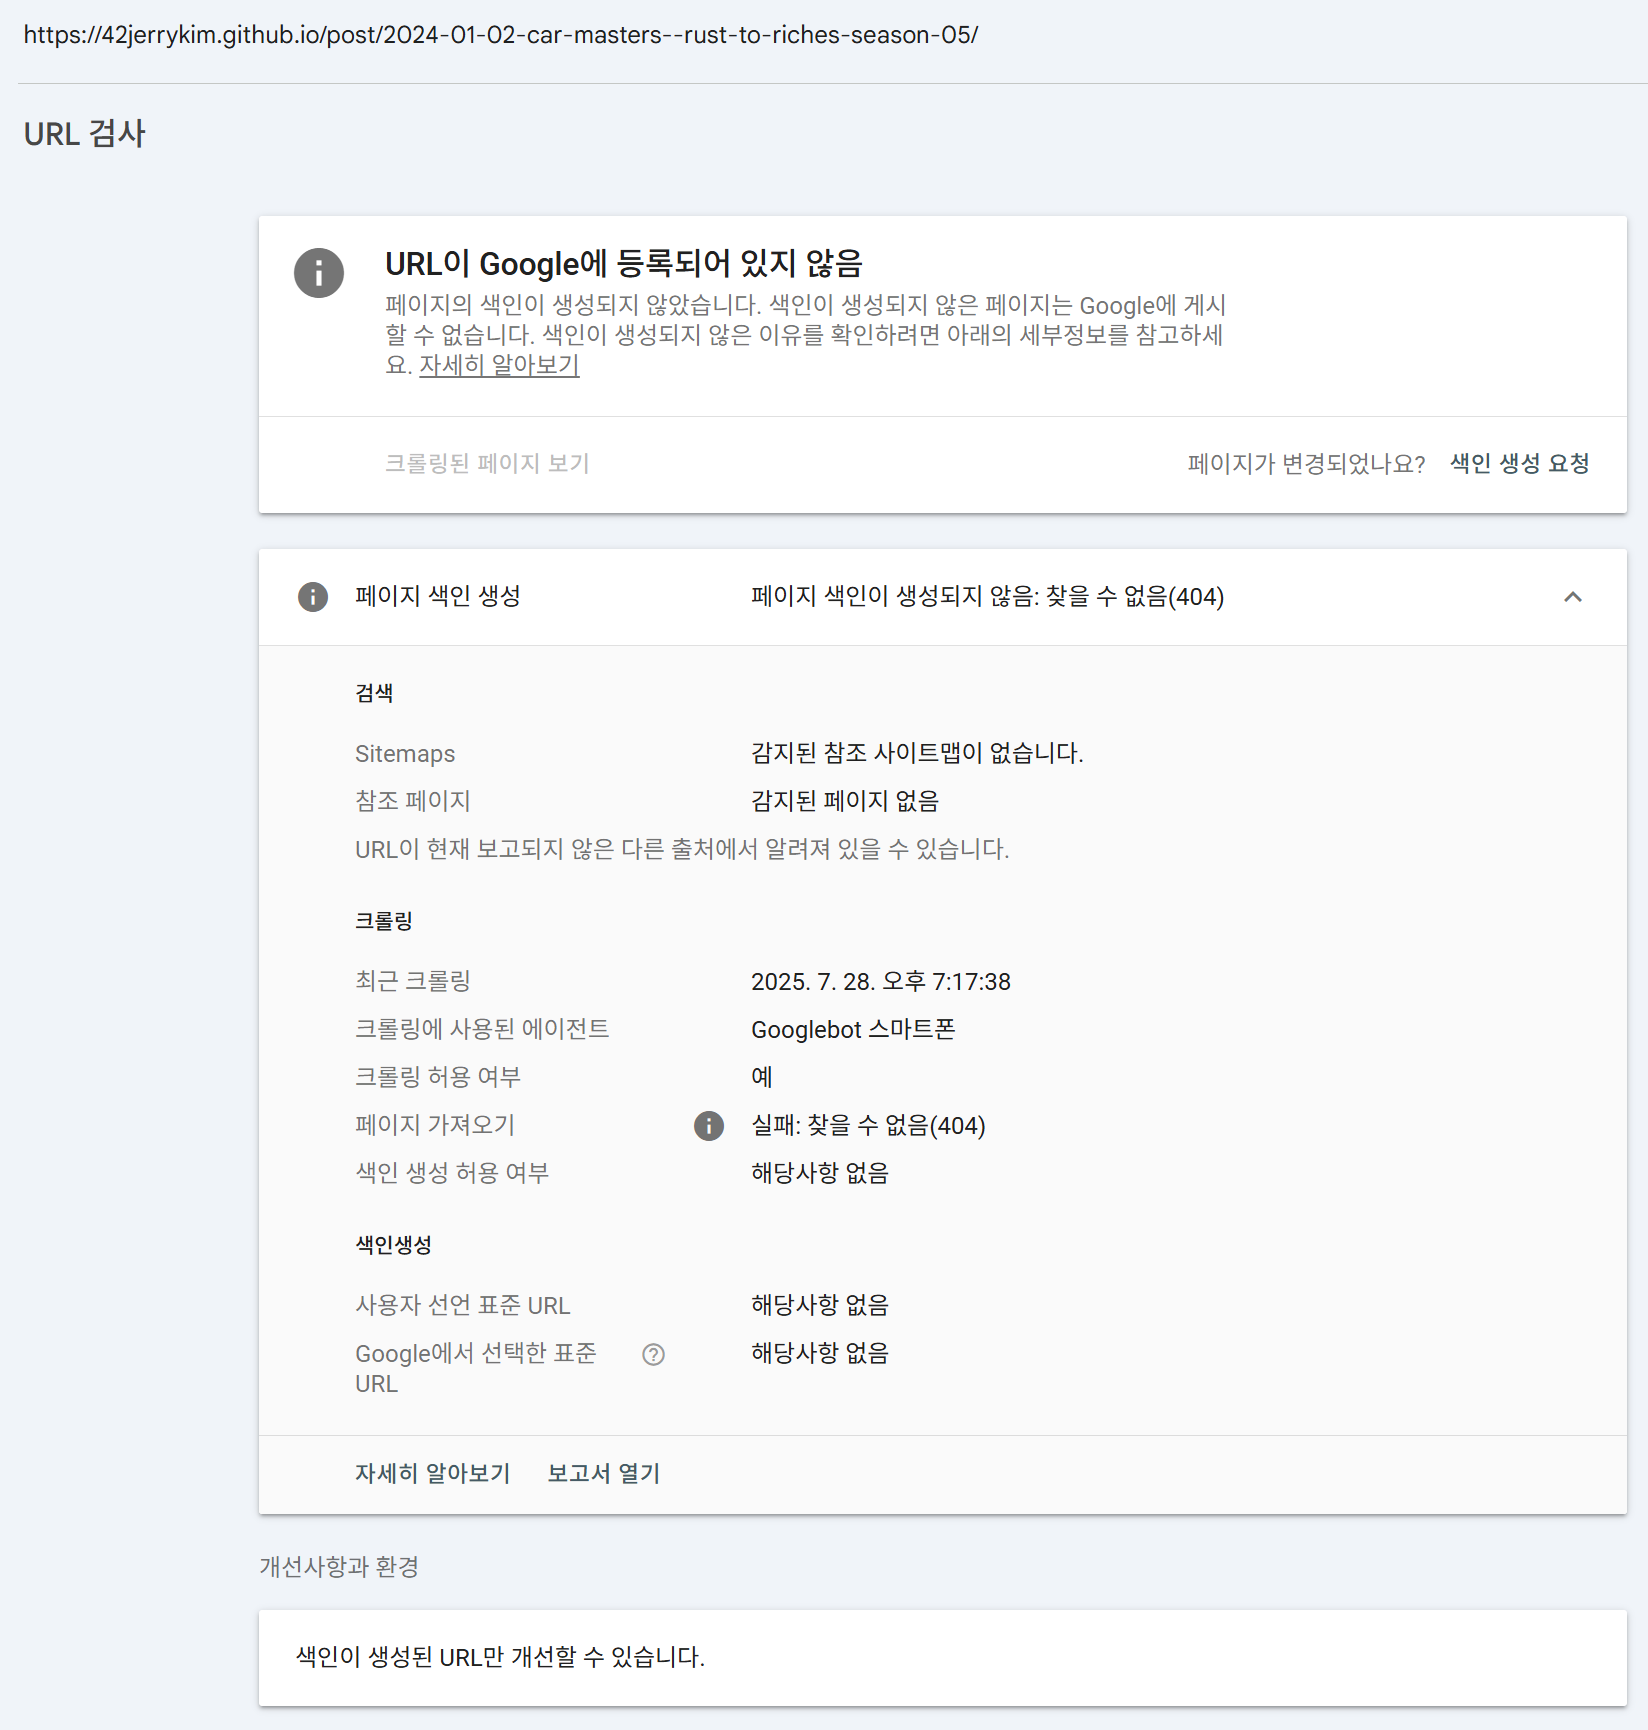 https://42jerrykim.github.io/post/2024-01-02-car-masters--rust-to-riches-season-05/
URL 검사
URL이 Google에 등록되어 있지 않음
페이지의 색인이 생성되지 않았습니다. 색인이 생성되지 않은 페이지는 Google에 게시
할 수 없습니다. 색인이 생성되지 않은 이유를 확인하려면 아래의 세부정보를 참고하세
요. 자세히 알아보기
크롤링된 페이지 보기 페이지가 변경되었나요? 색인 생성 요청
페이지 색인 생성 페이지 색인이 생성되지 않음: 찾을 수 없음(404)
검색
Sitemaps 감지된 참조 사이트맵이 없습니다.
참조 페이지 감지된 페이지 없음
URL이 현재 보고되지 않은 다른 출처에서 알려져 있을 수 있습니다.
크롤링
최근 크롤링 2025. 7. 28. 오후 7:17:38
크롤링에 사용된 에이전트 Googlebot 스마트폰
크롤링 허용 여부 예
페이지 가져오기 실패: 찾을 수 없음(404)
색인 생성 허용 여부 해당사항 없음
색인생성
사용자 선언 표준 URL 해당사항 없음
Google에서 선택한 표준 해당사항 없음
URL
자세히 알아보기 보고서 열기
개선사항과 환경
색인이 생성된 URL만 개선할 수 있습니다.